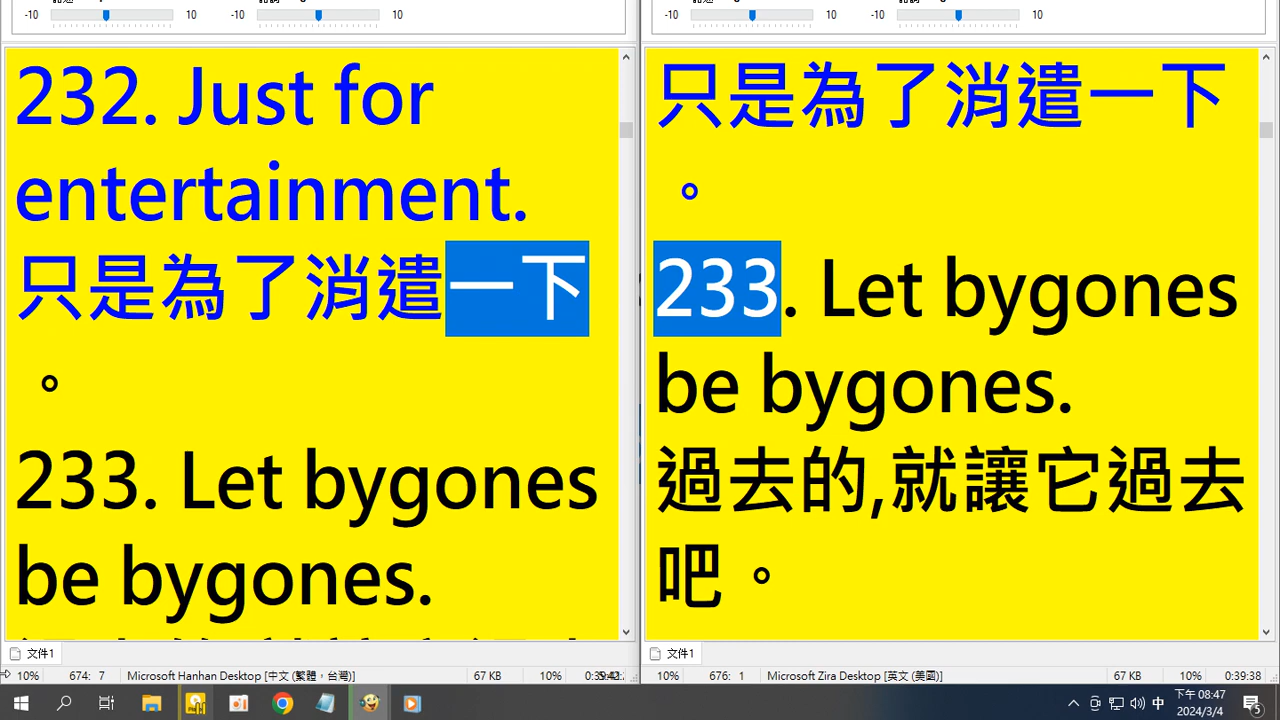 -10 10 -10 10
232. Just for
entertainment.
只是為了消遣一下
。
233. Let bygones
be bygones.
文件1
10% 674: 7 Microsoft Hanhan Desktop [中文 (繁體，台灣)] 67 KB 10%
-10 10 -10 10
只是為了消遣一下
。
233. Let bygones
be bygones.
過去的,就讓它過去
吧。
文件1
10% 676: 1 Microsoft Zira Desktop [英文 (美國)] 67 KB 10% 0:39:38
中
下午 08:47
2024/3/4
5